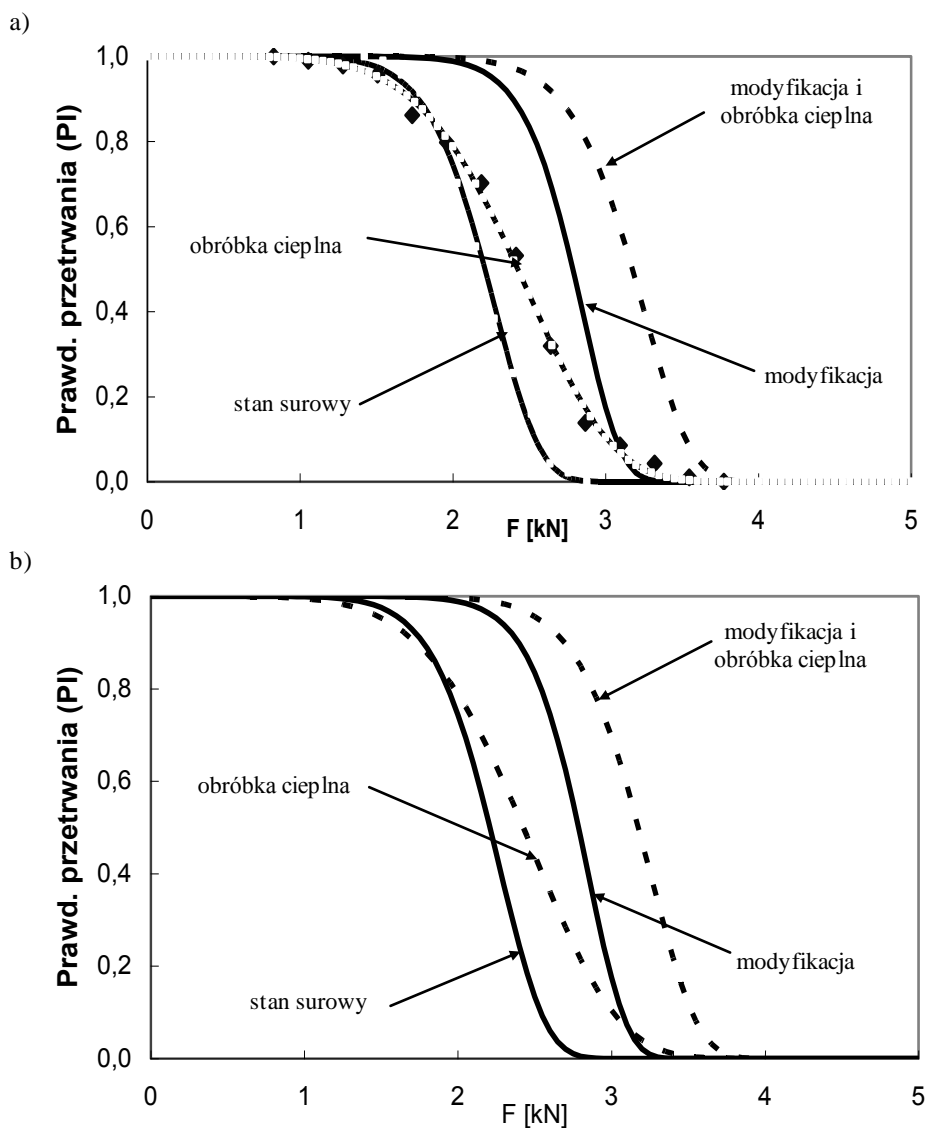 a)
Prawd. przetrwania (PI)
1,0
0,8
0,6
0,4
0,2
0,0
modyfikacja i
obróbka cieplna
obróbka cieplna
modyfikacja
stan surowy
0 1 2 3 4 5
F [kN]
b)
Prawd. przetrwania (PI)
1,0
0,8
0,6
0,4
0,2
0,0
modyfikacja i
obróbka cieplna
obróbka cieplna
modyfikacja
stan surowy
0 1 2 3 4 5
F [kN]